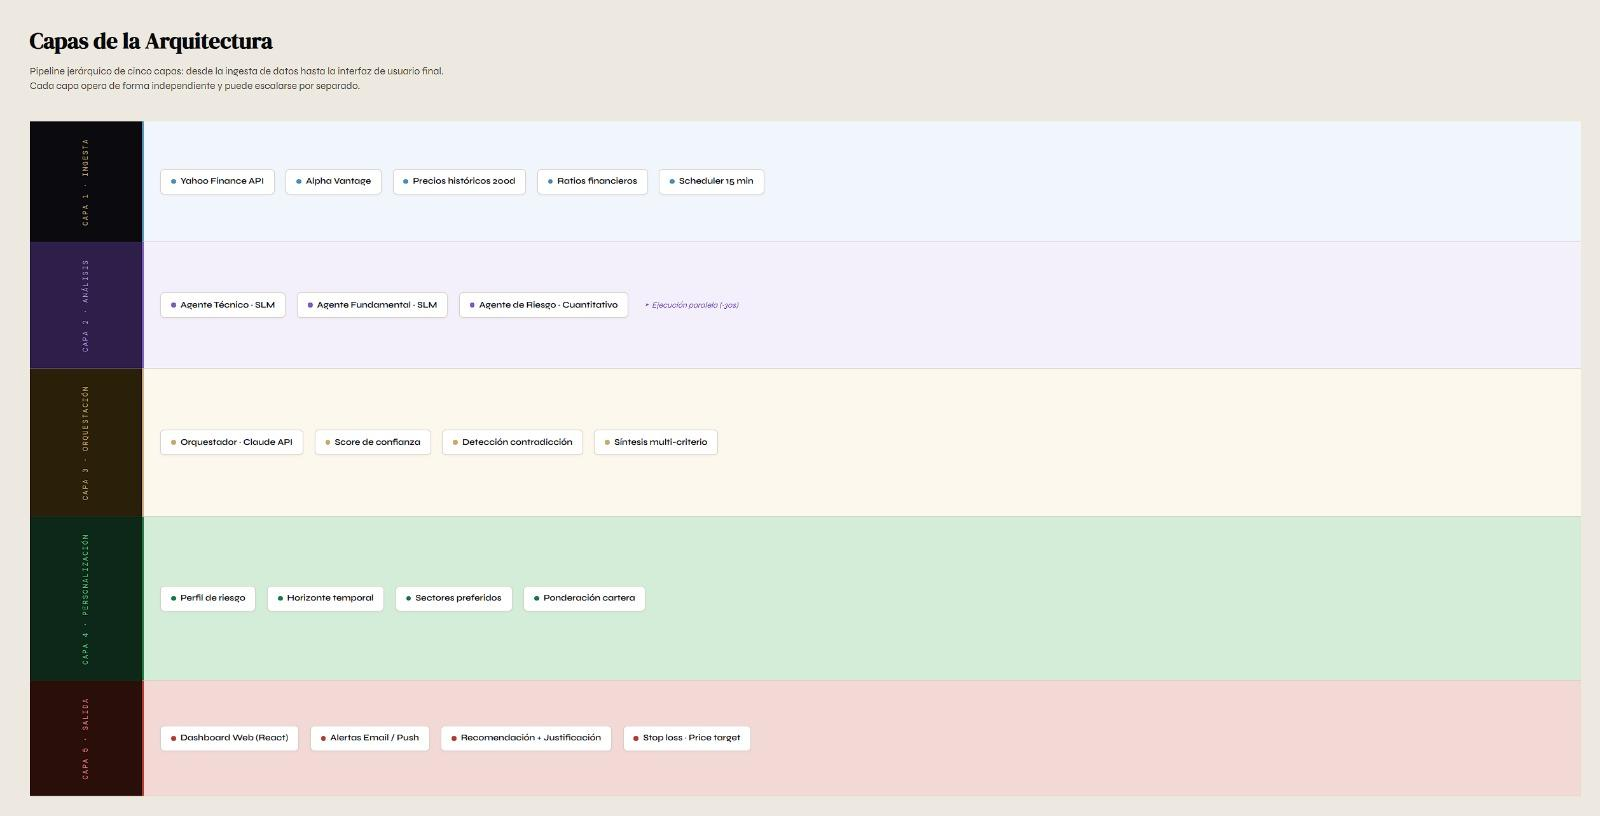 Capas de la Arquitectura
Pipeline jerárquico de cinco capas: desde la ingesta de datos hasta la interfaz de usuario final.
Cada capa opera de forma independiente y puede escalarse por separado.
CAPA 1 · INGESTA
Yahoo Finance API
Alpha Vantage
Precios históricos 200d
Ratios financieros
Scheduler 15 min
CAPA 2 · ANÁLISIS
Agente Técnico · SLM
Agente Fundamental · SLM
Agente de Riesgo · Cuantitativo
Ejecución paralela (~30s)
CAPA 3 · ORQUESTACIÓN
Orquestador · Claude API
Score de confianza
Detección contradicción
Síntesis multi-criterio
CAPA 4 · PERSONALIZACIÓN
Perfil de riesgo
Horizonte temporal
Sectores preferidos
Ponderación cartera
CAPA 5 · SALIDA
Dashboard Web (React)
Alertas Email / Push
Recomendación + Justificación
Stop loss · Price target